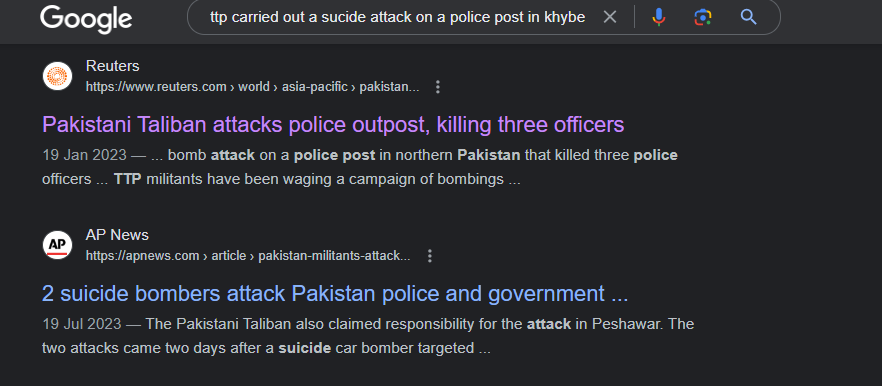 Google
ttp carried out a sucide attack on a police post in khybe
Reuters
https://www.reuters.com › world › asia-pacific › pakistan...
Pakistani Taliban attacks police outpost, killing three officers
19 Jan 2023 — ... bomb attack on a police post in northern Pakistan that killed three police
officers ... TTP militants have been waging a campaign of bombings ...
AP
AP News
https://apnews.com › article › pakistan-militants-attack...
2 suicide bombers attack Pakistan police and government ...
19 Jul 2023 — The Pakistani Taliban also claimed responsibility for the attack in Peshawar. The
two attacks came two days after a suicide car bomber targeted ...